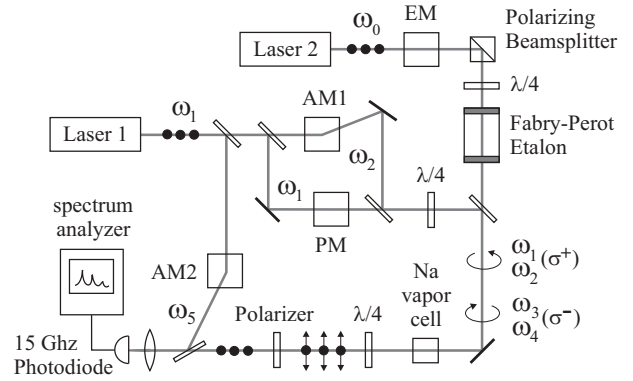 EM
Polarizing
Beamsplitter
Laser 2
ω0
λ/4
AM1
Fabry-Perot
Etalon
ω1
Laser 1
ω2
ω1
λ/4
PM
spectrum
analyzer
AM2
ω5
Polarizer
λ/4
Na
vapor
cell
ω1
ω2
(σ+)
ω3
ω4
(σ−)
15 Ghz
Photodiode